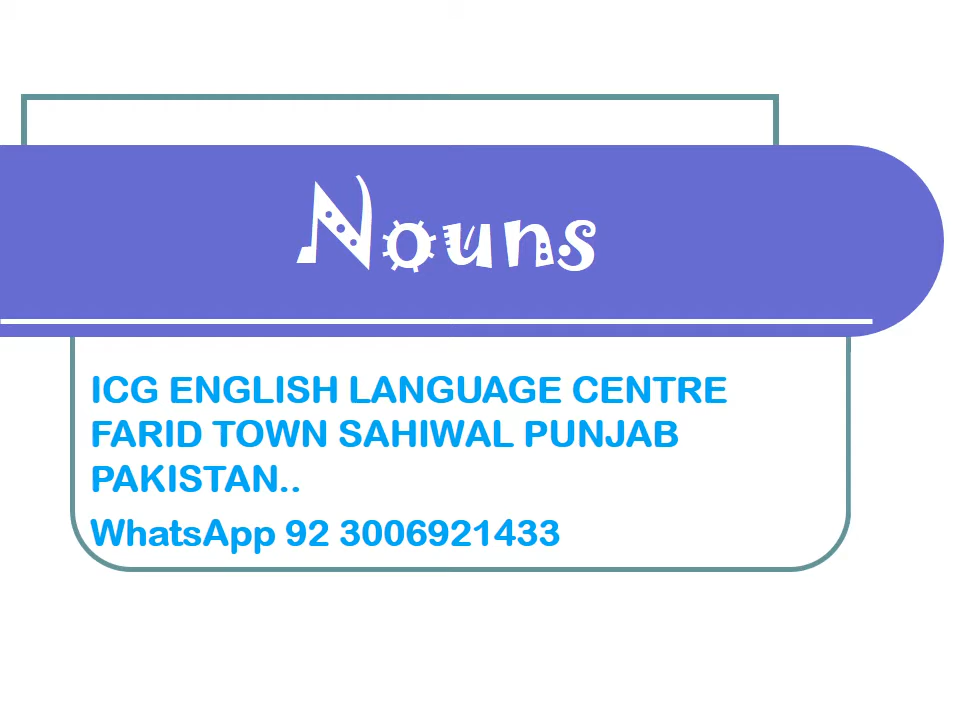 Nouns
ICG ENGLISH LANGUAGE CENTRE
FARID TOWN SAHIWAL PUNJAB
PAKISTAN..
WhatsApp 92 3006921433